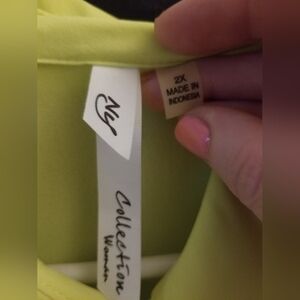 NY
Collection
Woman
2X
MADE IN
INDONESIA